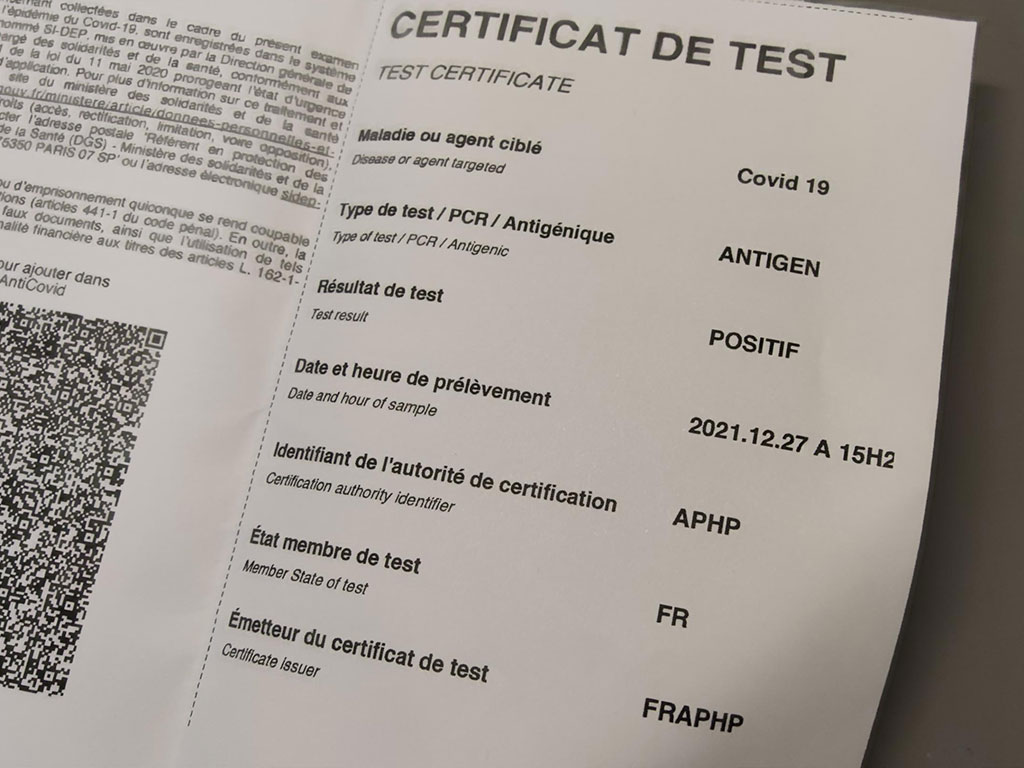 collectées dans le cadre du présent examen
l'épidémie du Covid-19, sont enregistrées dans le système
nommé SI-DEP, mis en œuvre par la Direction générale de
des solidarités et de la santé, conformément aux
de la loi du 11 mai 2020 prorogeant l'état d'urgence
d'application. Pour plus d'information sur ce traitement et
site du ministère des solidarités et de la santé
gouv.fr/ministere/article/donnees-personnelles-et-
(accès, rectification, limitation, voire opposition),
l'adresse postale 'Référent en protection des
de la Santé (DGS) - Ministère des solidarités et de la
75350 PARIS 07 SP' ou l'adresse électronique sidep-
d'emprisonnement quiconque se rend coupable
(articles 441-1 du code pénal). En outre, la
faux documents, ainsi que l'utilisation de tels
financière aux titres des articles L. 162-1-
ajouter dans
AntiCovid
CERTIFICAT DE TEST
TEST CERTIFICATE
Maladie ou agent ciblé
Disease or agent targeted
Covid 19
Type de test / PCR / Antigénique
Type of test / PCR / Antigenic
ANTIGEN
Résultat de test
Test result
POSITIF
Date et heure de prélèvement
Date and hour of sample
2021.12.27 A 15H2
Identifiant de l'autorité de certification
Certification authority identifier
APHP
État membre de test
Member State of test
FR
Émetteur du certificat de test
Certificate issuer
FRAPHP